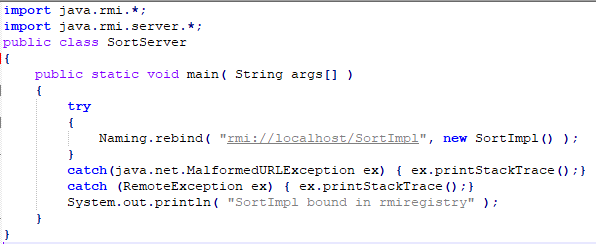 import java.rmi.*;
import java.rmi.server.*;
public class SortServer
{
public static void main( String args[] )
{
try
{
Naming.rebind( "rmi://localhost/SortImpl", new SortImpl() );
}
catch(java.net.MalformedURLException ex) { ex.printStackTrace();}
catch (RemoteException ex) { ex.printStackTrace();}
System.out.println( "SortImpl bound in rmiregistry" );
}
}